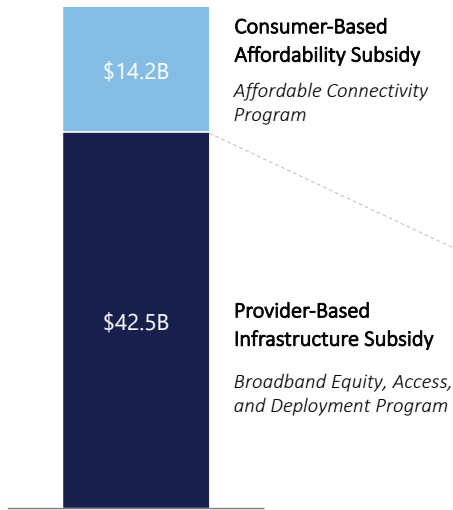 $14.2B
Consumer-Based
Affordability Subsidy
Affordable Connectivity
Program
$42.5B
Provider-Based
Infrastructure Subsidy
Broadband Equity, Access,
and Deployment Program